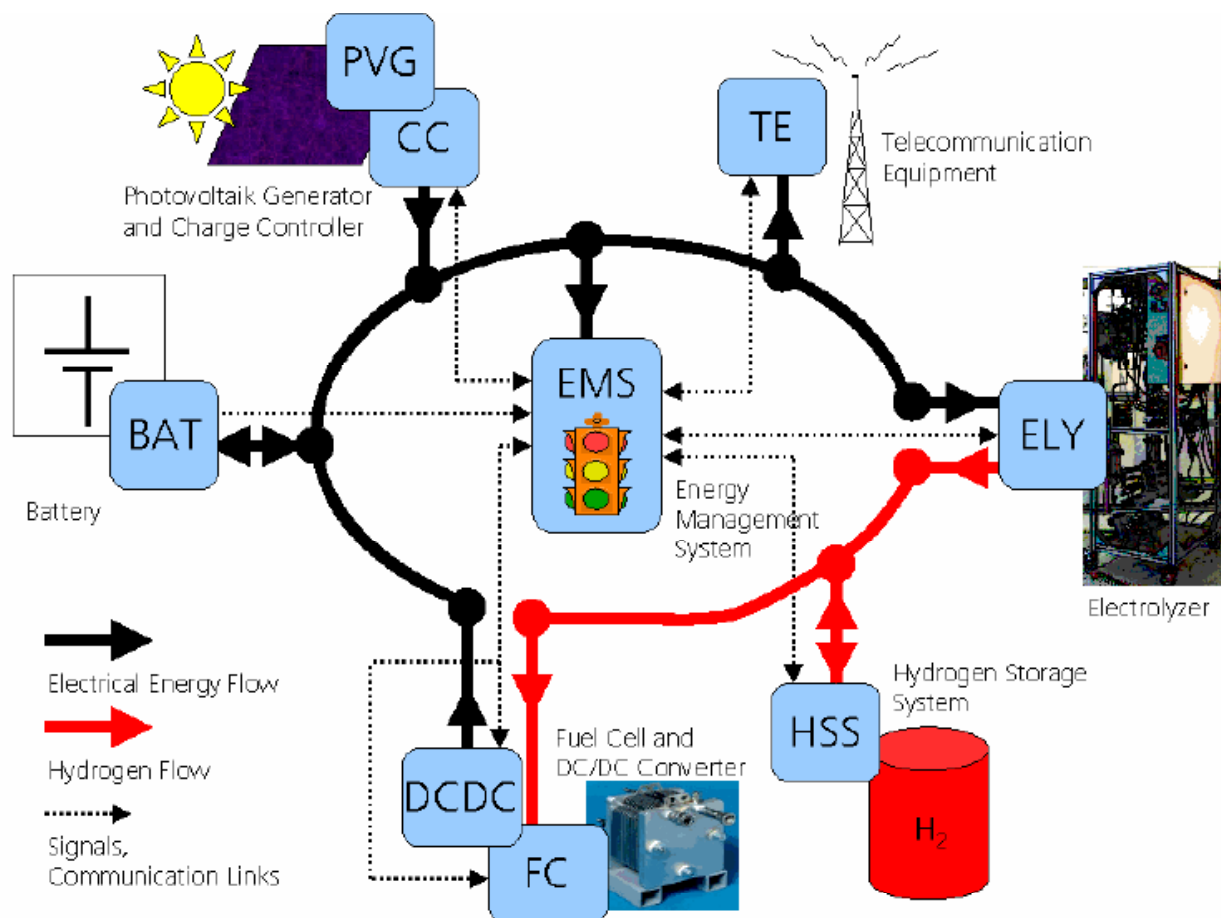 PVG
CC
Photovoltaik Generator
and Charge Controller
TE
Telecommunication
Equipment
BAT
Battery
EMS
Energy
Management
System
ELY
Electrolyzer
Electrical Energy Flow
Hydrogen Flow
Signals,
Communication Links
DCDC
FC
Fuel Cell and
DC/DC Converter
HSS
Hydrogen Storage
System
H₂